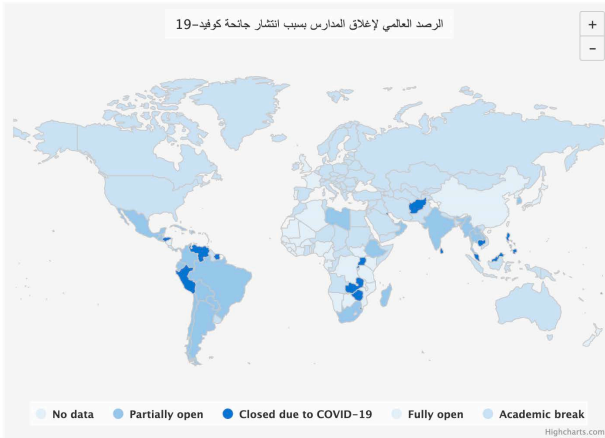 الرصد العالمي لإغلاق المدارس بسبب انتشار جائحة كوفيد-19
+
−
No data
Partially open
Closed due to COVID-19
Fully open
Academic break
Highcharts.com